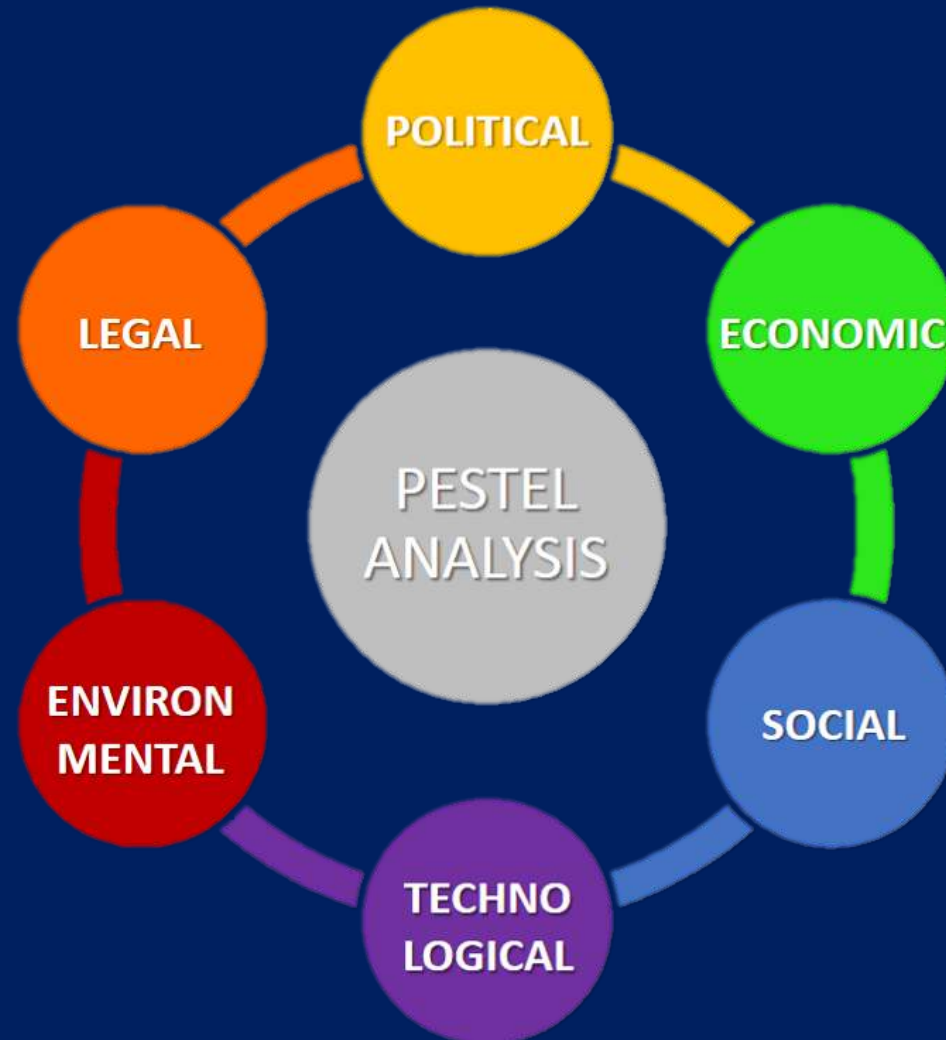 POLITICAL
ECONOMIC
SOCIAL
TECHNO
LOGICAL
ENVIRON
MENTAL
LEGAL
PESTEL
ANALYSIS